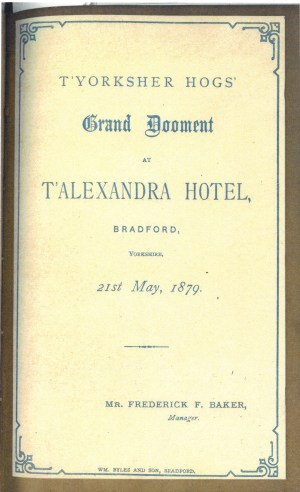 T'YORKSHER HOGS'
Grand Dooment
AT
T'ALEXANDRA HOTEL,
BRADFORD,
YORKSHIRE,
21st May, 1879.
MR. FREDERICK F. BAKER,
Manager.
WM. BYLES AND SON, BRADFORD.